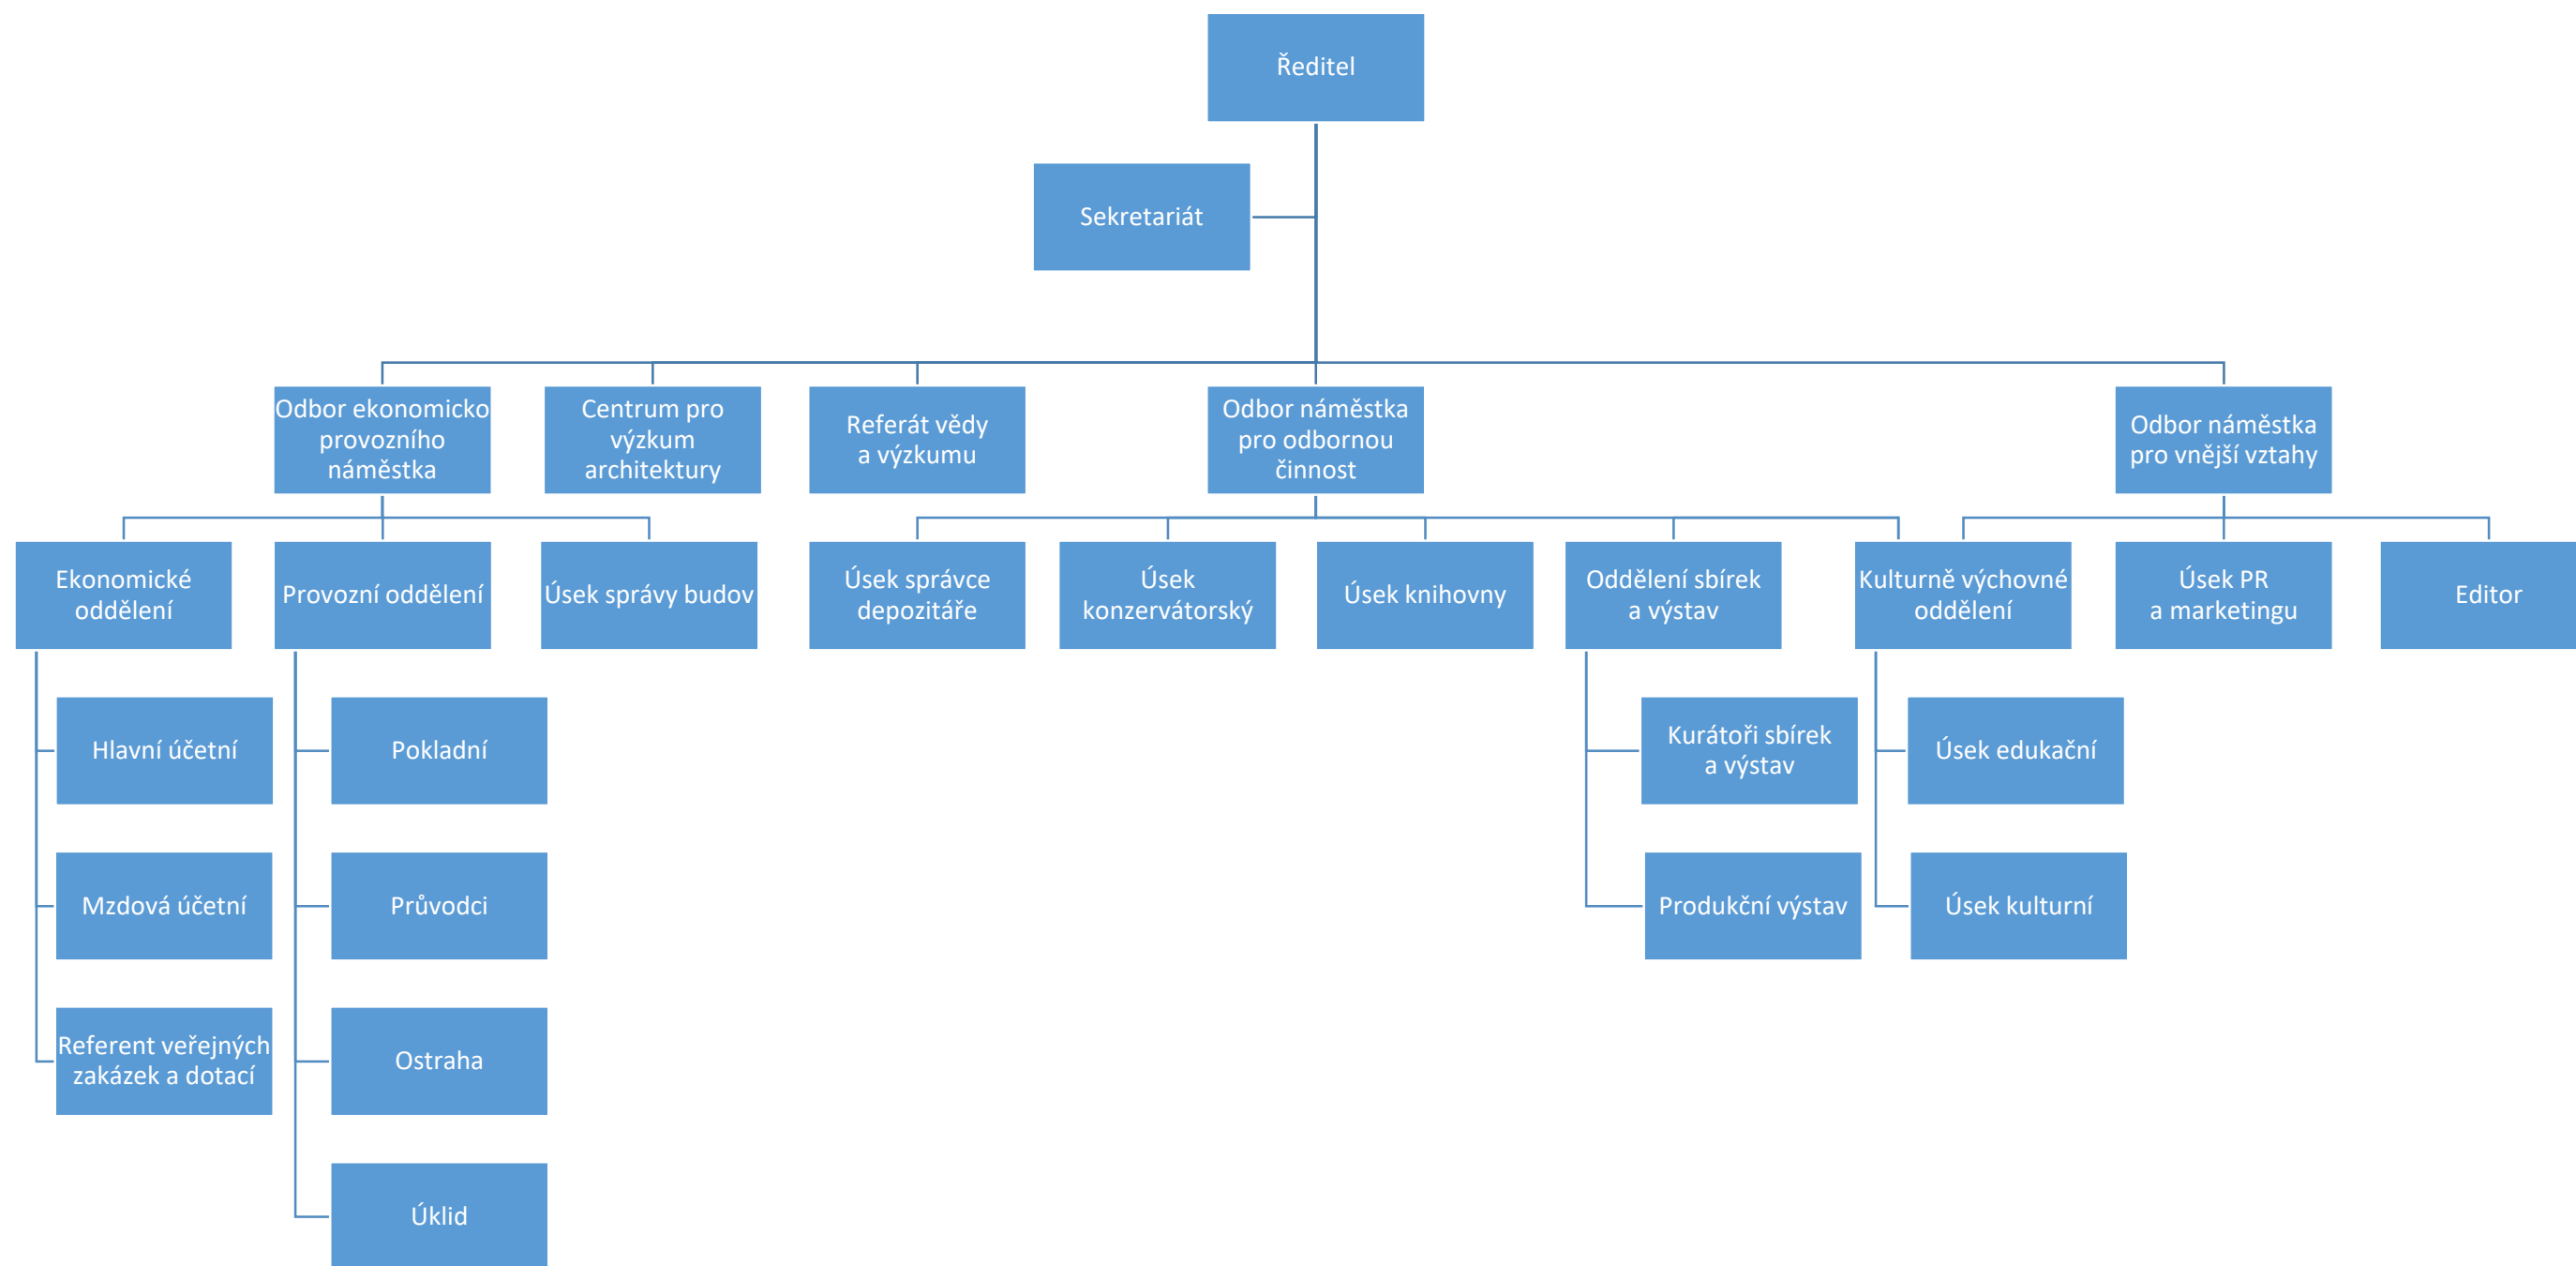 Ředitel
Sekretariát
Odbor ekonomicko
provozního
náměstka
Centrum pro
výzkum
architektury
Referát vědy
a výzkumu
Odbor náměstka
pro odbornou
činnost
Odbor náměstka
pro vnější vztahy
Ekonomické
oddělení
Provozní oddělení
Úsek správy budov
Úsek správce
depozitáře
Úsek
konzervátorský
Úsek knihovny
Oddělení sbírek
a výstav
Kulturně výchovné
oddělení
Úsek PR
a marketingu
Editor
Hlavní účetní
Pokladní
Kurátoři sbírek
a výstav
Úsek edukační
Mzdová účetní
Průvodci
Produkční výstav
Úsek kulturní
Referent veřejných
zakázek a dotací
Ostraha
Úklid